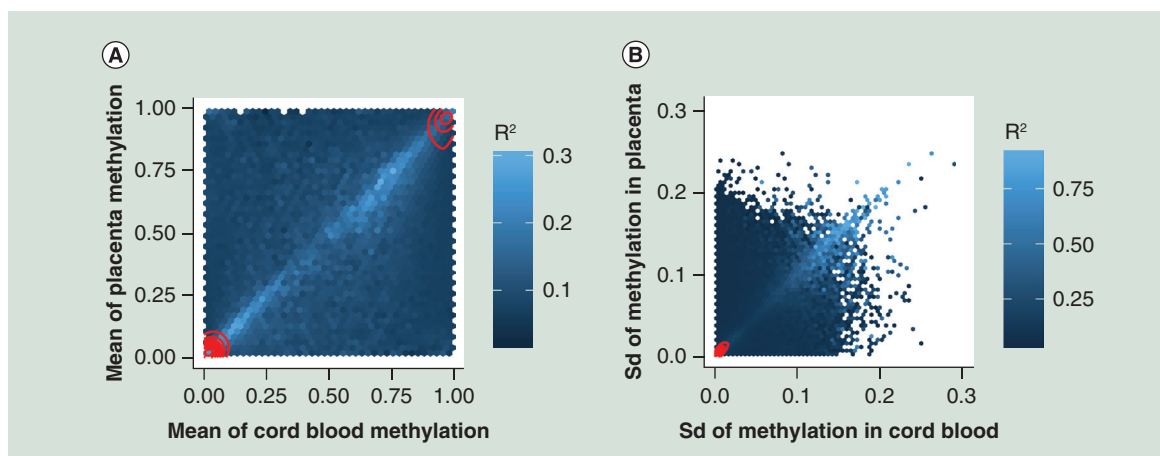 A
Mean of placenta methylation
1.00
0.75
0.50
0.25
0.00
0.00 0.25 0.50 0.75 1.00
Mean of cord blood methylation
R²
0.3
0.2
0.1
B
Sd of methylation in placenta
0.3
0.2
0.1
0.0
0.0 0.1 0.2 0.3
Sd of methylation in cord blood
R²
0.75
0.50
0.25